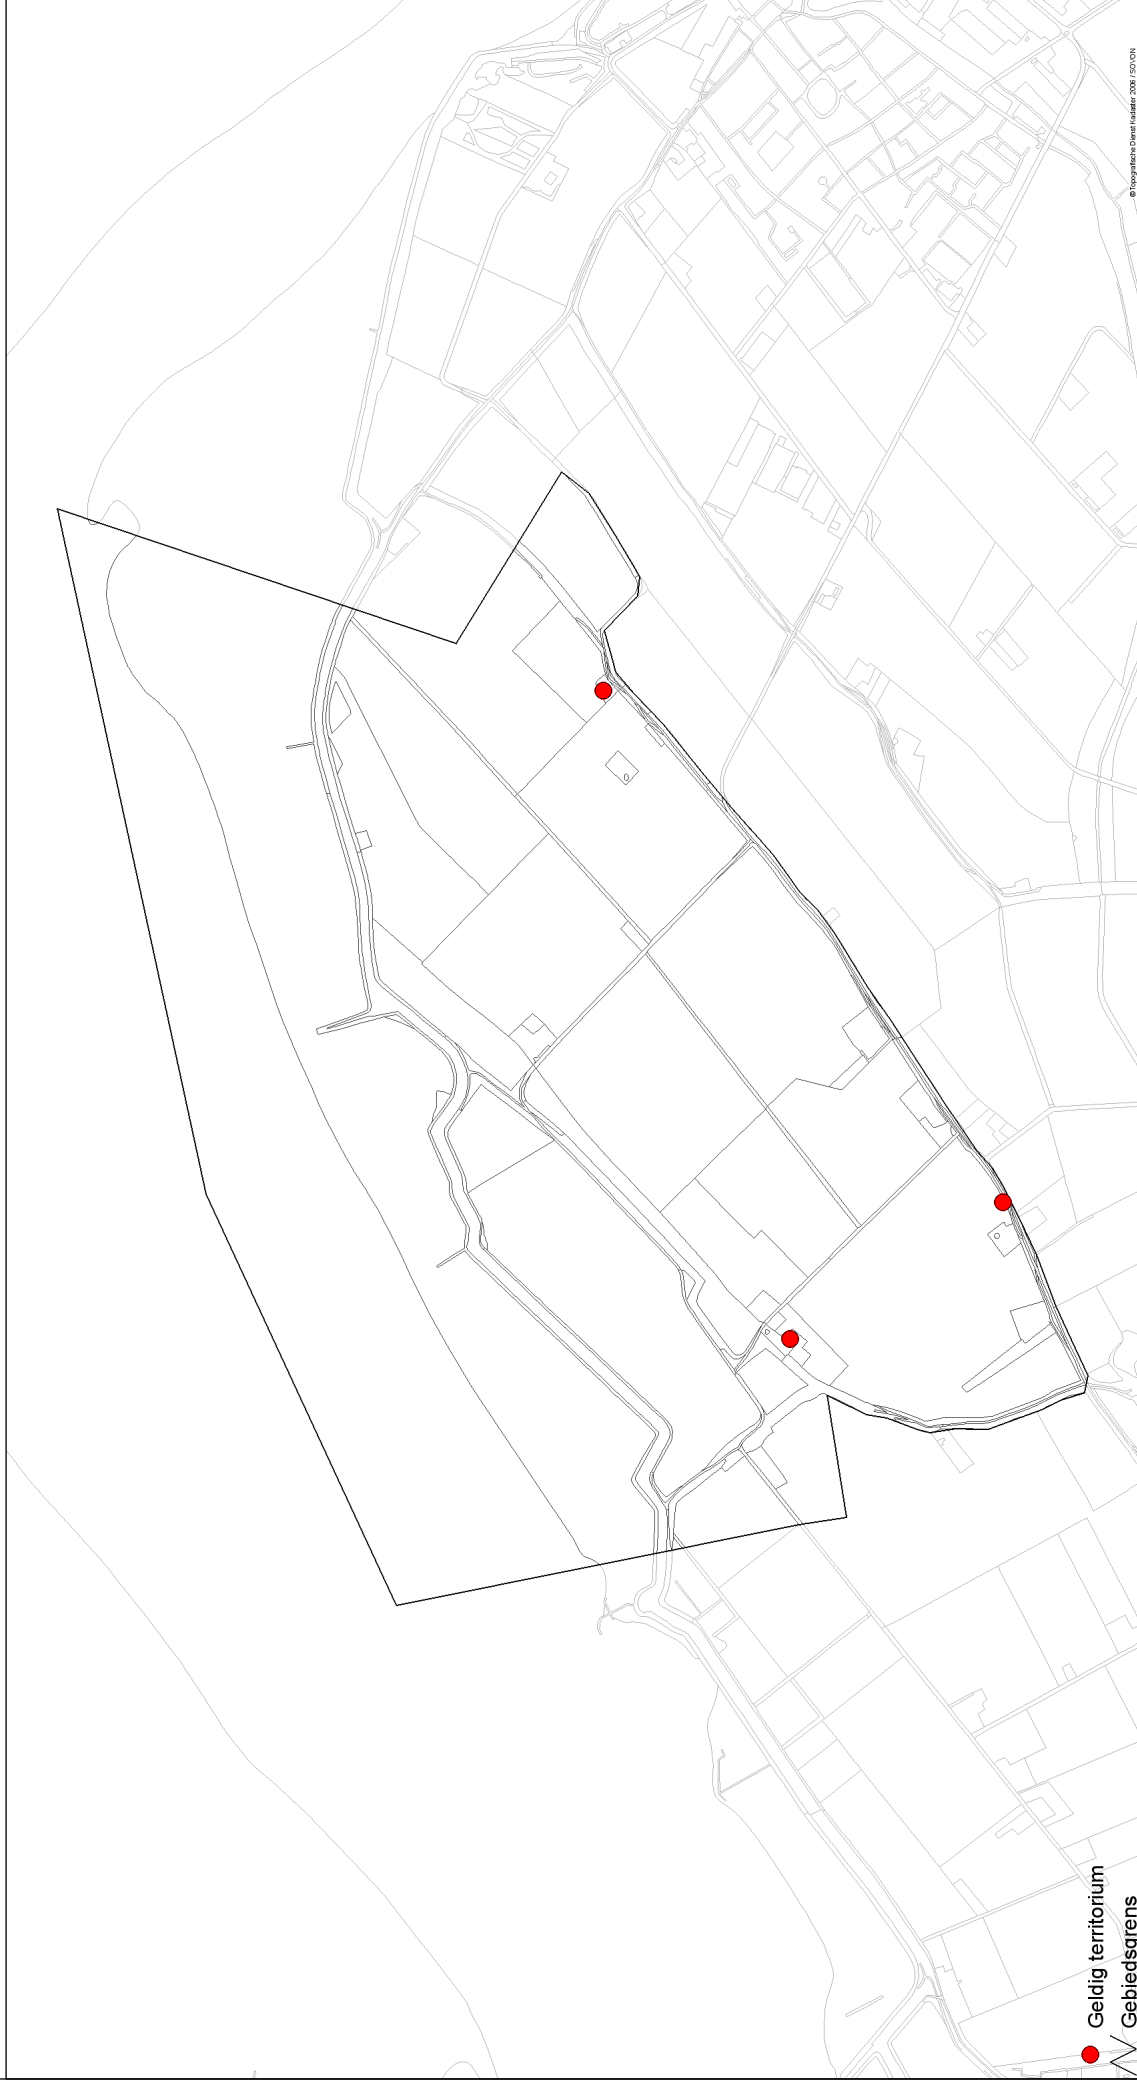 Geldig territorium
Gebiedsgrens
© Topografische Dienst Kadaster 2006 / SOVON